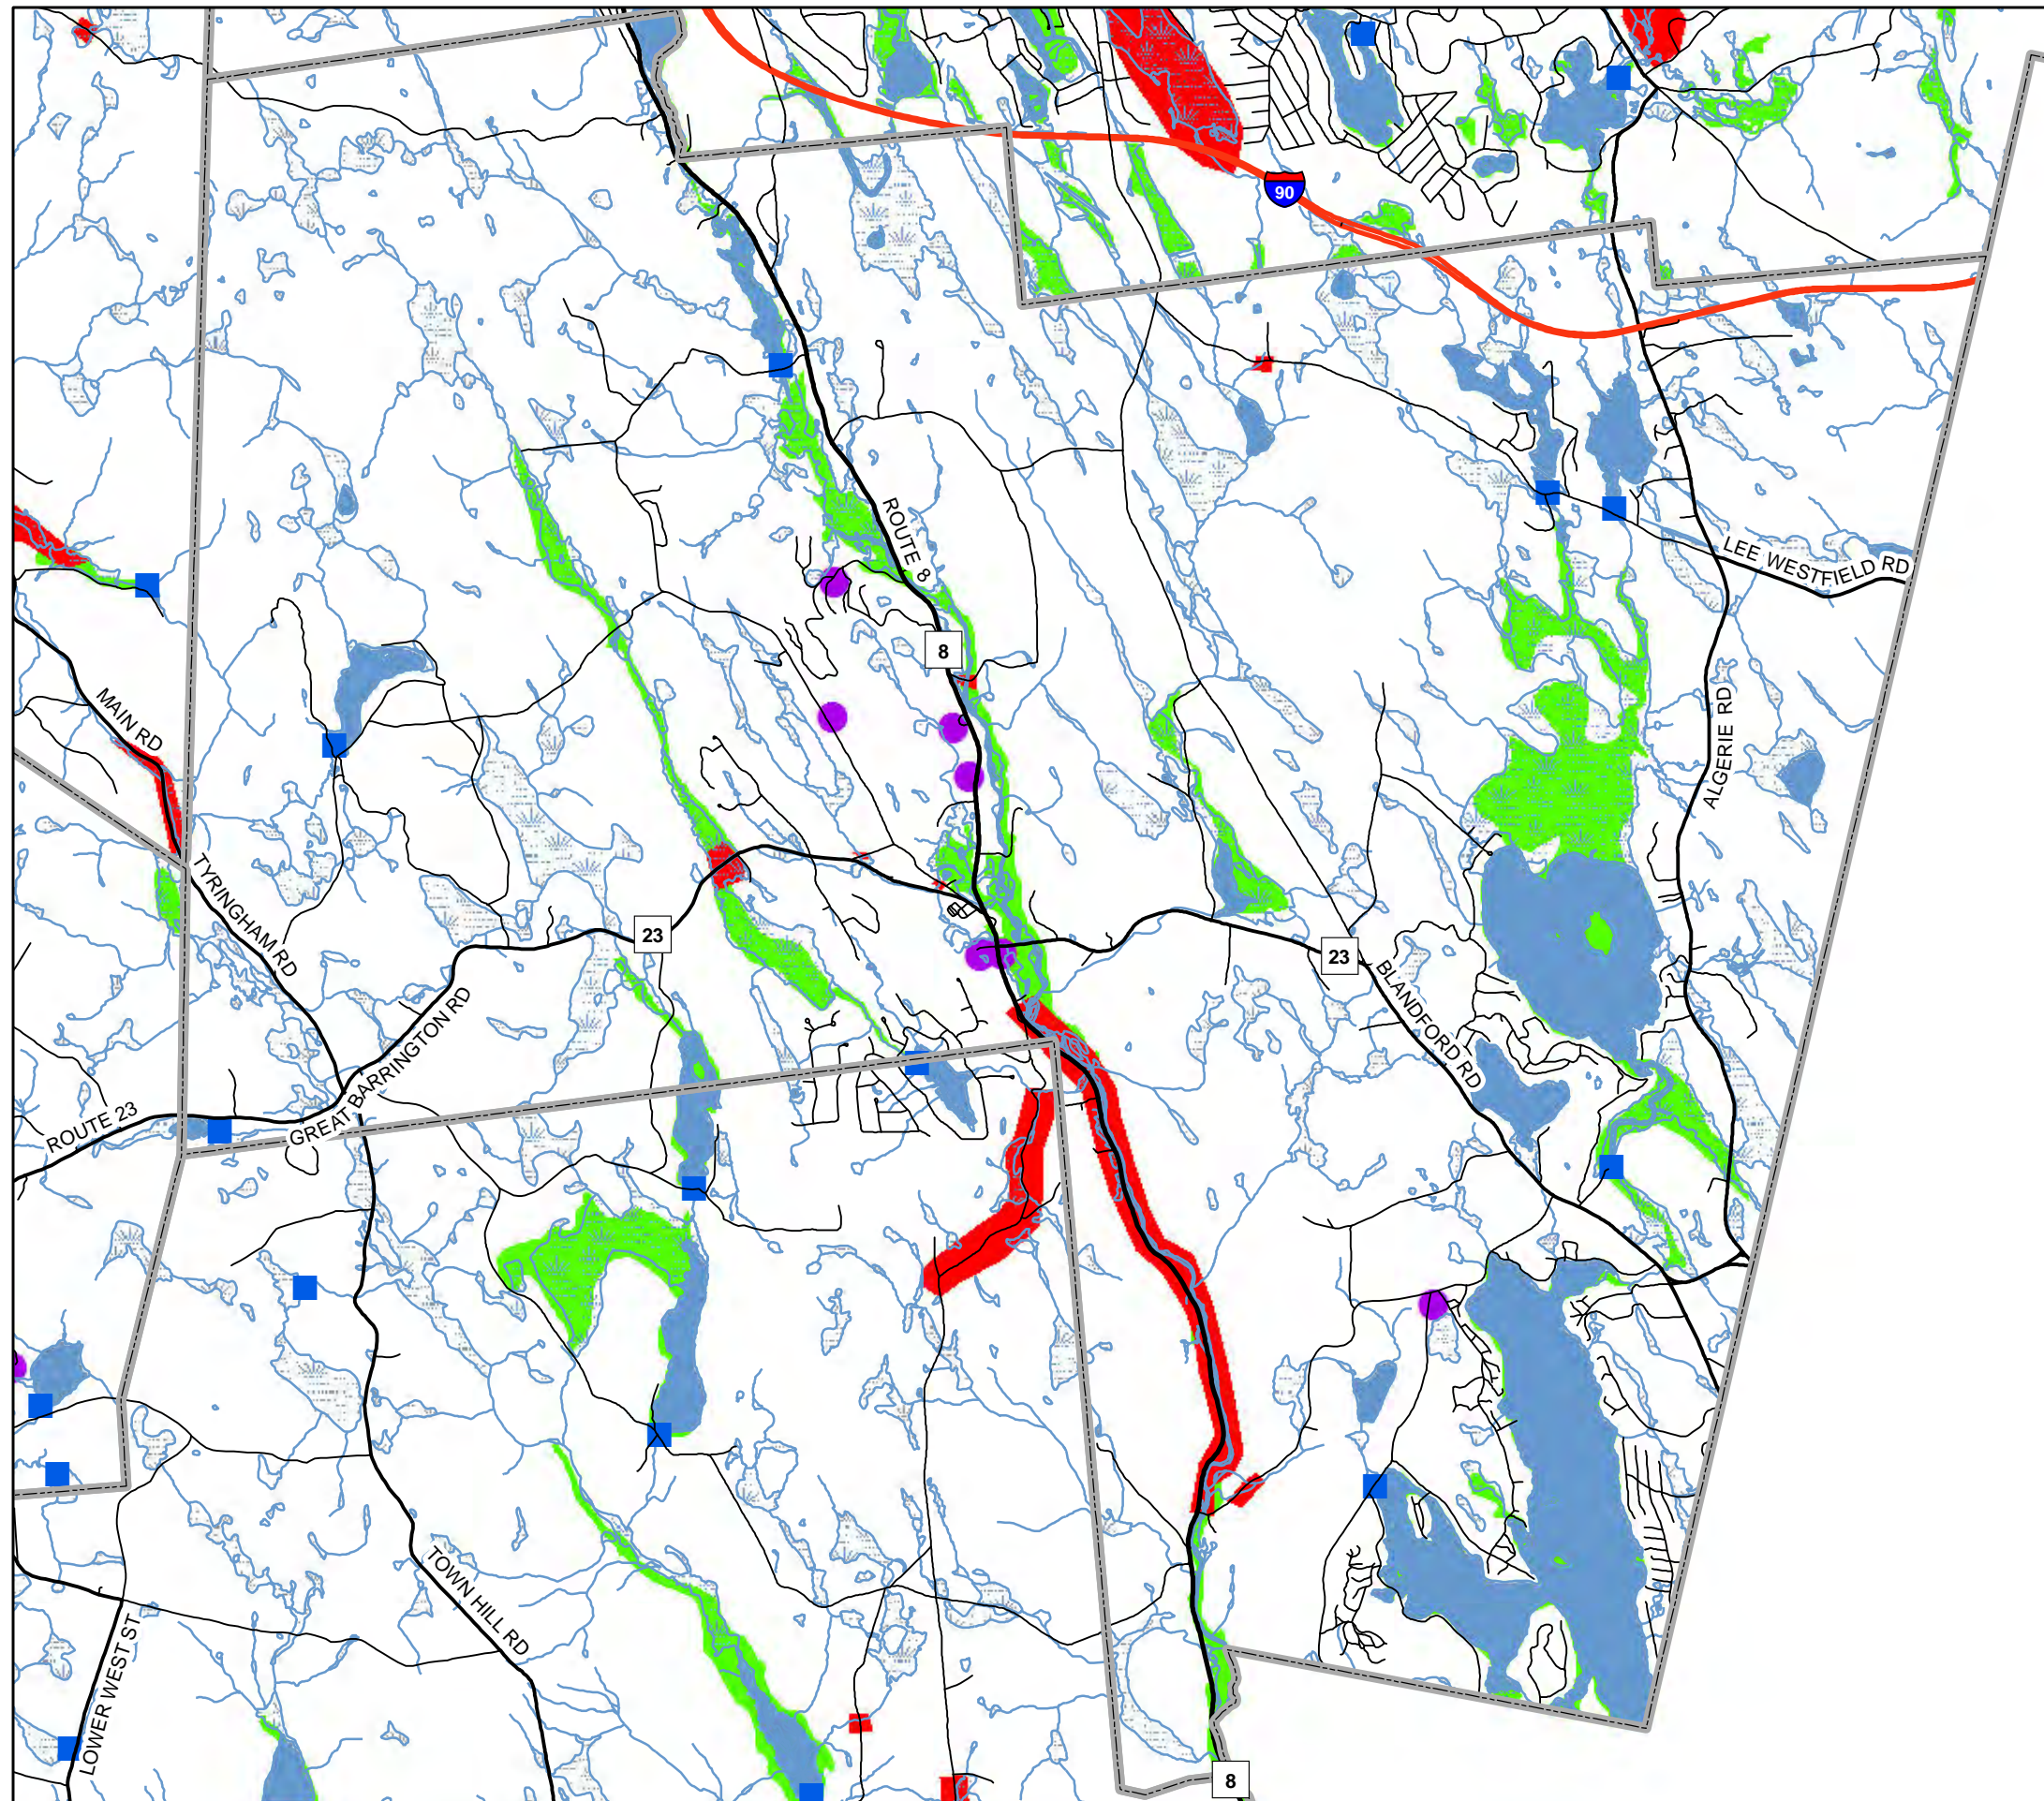 90
ROUTE 8
LEE WESTFIELD RD
8
MAIN RD
ALGERIE RD
TYRINGHAM RD
23
23
BLANDFORD RD
GREAT BARRINGTON RD
ROUTE 23
TOWN HILL RD
LOWER WEST ST
8